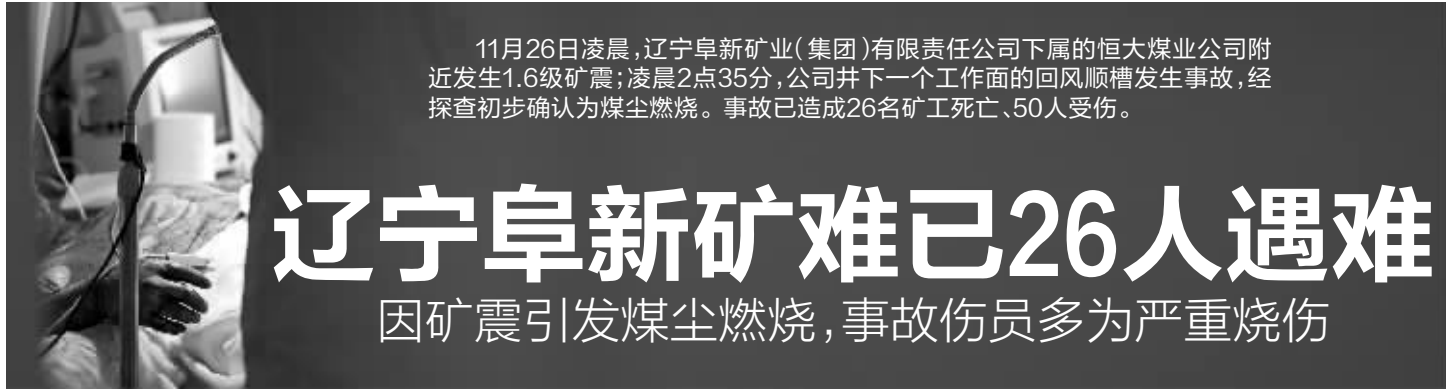 11月26日凌晨,辽宁阜新矿业(集团)有限责任公司下属的恒大煤业公司附
近发生1.6级矿震;凌晨2点35分,公司井下一个工作面的回风顺槽发生事故,经
探查初步确认为煤尘燃烧。事故已造成26名矿工死亡、50人受伤。
辽宁阜新矿难已26人遇难
因矿震引发煤尘燃烧,事故伤员多为严重烧伤